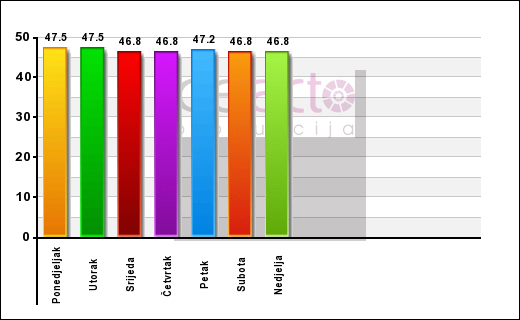 50
40
30
20
10
0
47.5 47.5 46.8 46.8 47.2 46.8 46.8
Ponedjeljak
Utorak
Srijeda
Četvrtak
Petak
Subota
Nedjelja